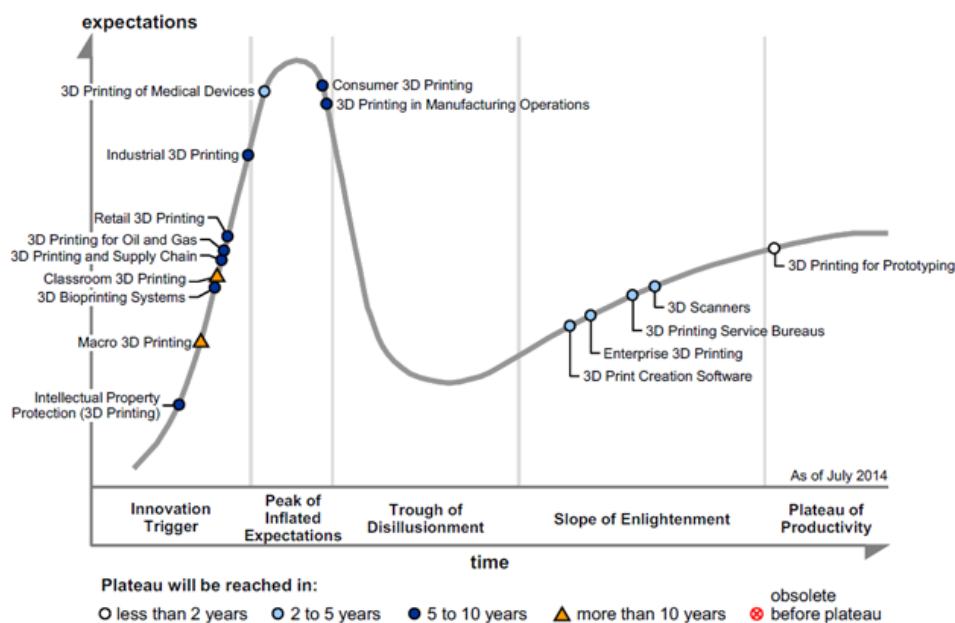 expectations
3D Printing of Medical Devices
Consumer 3D Printing
3D Printing in Manufacturing Operations
Industrial 3D Printing
Retail 3D Printing
3D Printing for Oil and Gas
3D Printing and Supply Chain
Classroom 3D Printing
3D Bioprinting Systems
Macro 3D Printing
Intellectual Property
Protection (3D Printing)
3D Printing for Prototyping
3D Scanners
3D Printing Service Bureaus
Enterprise 3D Printing
3D Print Creation Software
As of July 2014
Innovation
Trigger
Peak of
Inflated
Expectations
Trough of
Disillusionment
Slope of Enlightenment
Plateau of
Productivity
time
Plateau will be reached in:
less than 2 years
2 to 5 years
5 to 10 years
more than 10 years
obsolete
before plateau